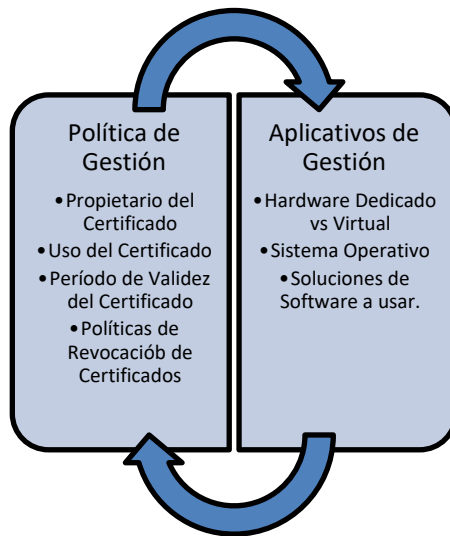 Política de
Gestión
•Propietario del
Certificado
•Uso del Certificado
•Período de Validez
del Certificado
•Políticas de
Revocaciób de
Certificados
Aplicativos de
Gestión
•Hardware Dedicado
vs Virtual
•Sistema Operativo
•Soluciones de
Software a usar.